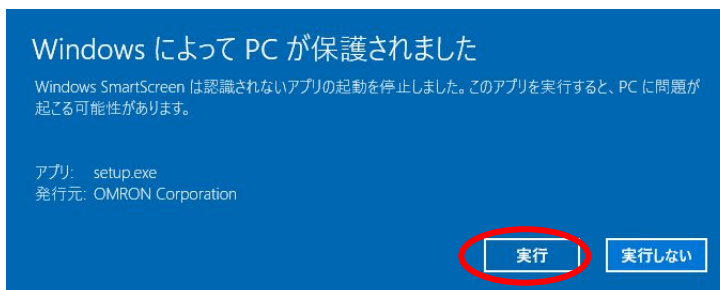 Windows によって PC が保護されました
Windows SmartScreen は認識されないアプリの起動を停止しました。このアプリを実行すると、PC に問題が
起こる可能性があります。
アプリ: setup.exe
発行元: OMRON Corporation
実行 実行しない